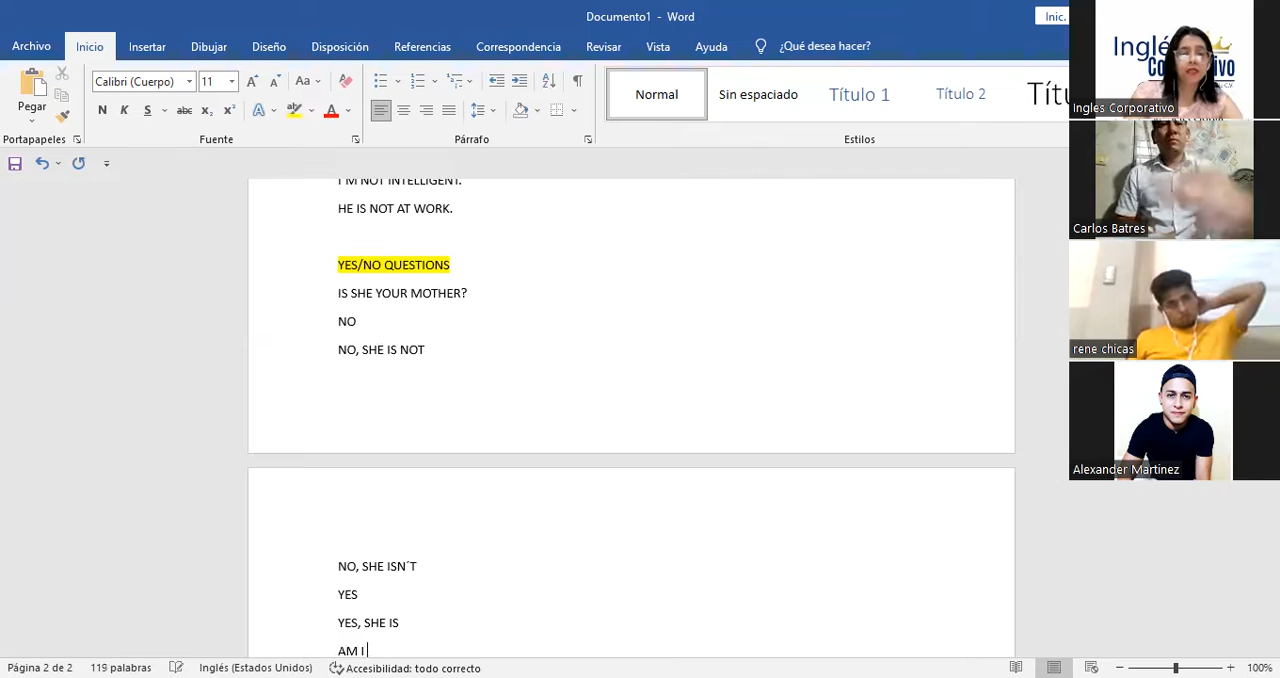 Documento1 - Word
Inic.
Archivo
Inicio
Insertar
Dibujar
Diseño
Disposición
Referencias
Correspondencia
Revisar
Vista
Ayuda
¿Qué desea hacer?
Pegar
Calibri (Cuerpo)
11
Aa
Normal
Sin espaciado
Título 1
Título 2
Portapapeles
Fuente
Párrafo
Estilos
I'M NOT INTELLIGENT.
HE IS NOT AT WORK.
YES/NO QUESTIONS
IS SHE YOUR MOTHER?
NO
NO, SHE IS NOT
NO, SHE ISN´T
YES
YES, SHE IS
AM I
Página 2 de 2
119 palabras
Inglés (Estados Unidos)
Accesibilidad: todo correcto
100%
Ingles Corporativo
Carlos Batres
rene chicas
Alexander Martinez